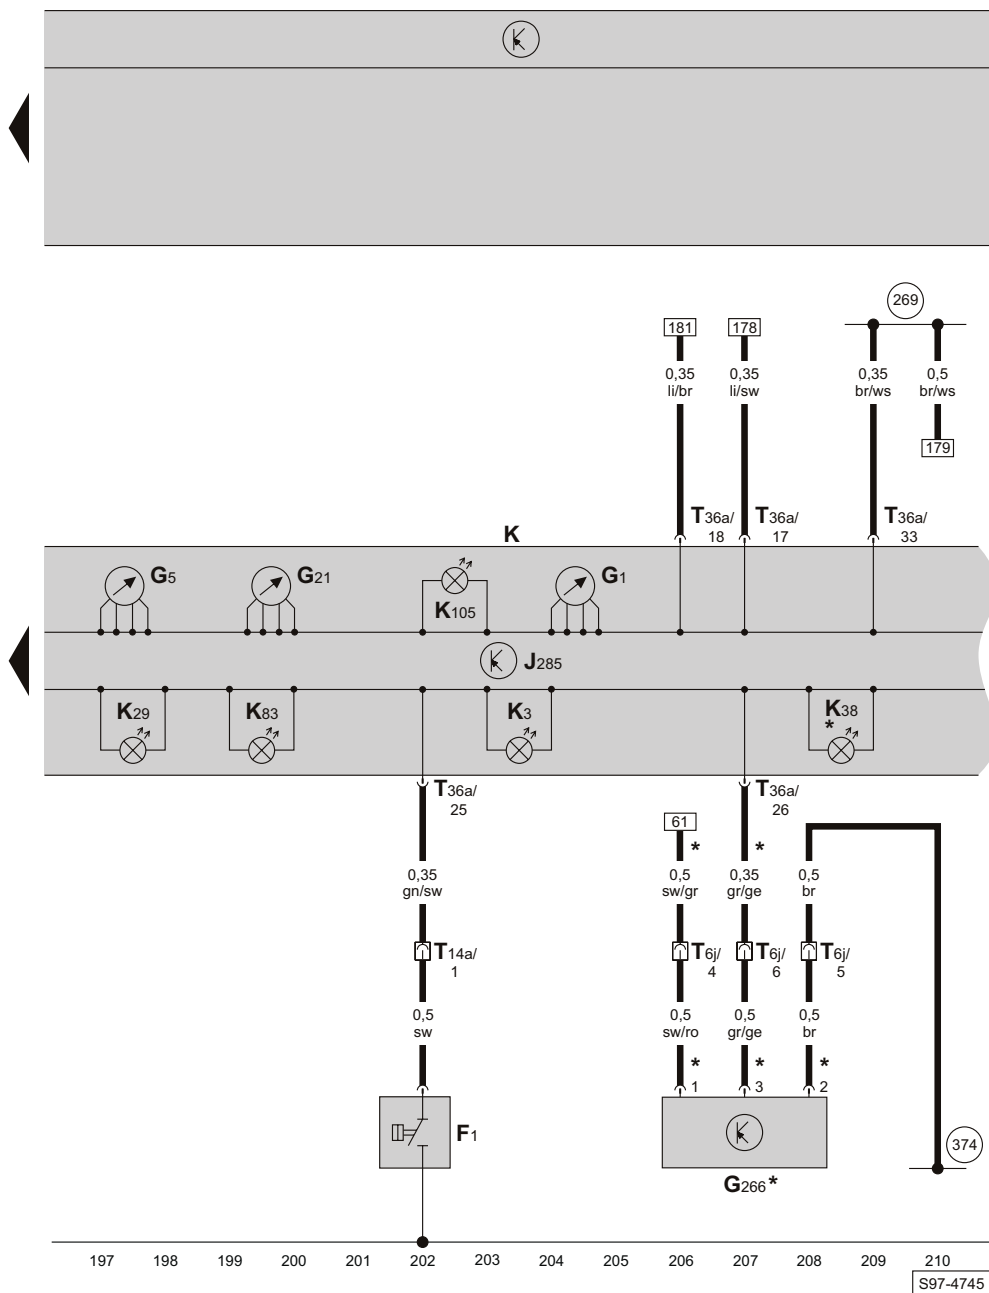 269
181 178
0,35 0,35 0,35 0,5
li/br li/sw br/ws br/ws
179
T36a/ T36a/ T36a/
18 17 33
K
G5 G21 K105 G1
J285
K29 K83 K3 K38
*
T36a/ T36a/
25 26
61
* *
0,35 0,5 0,35 0,5
gn/sw sw/gr gr/ge br
T14a/ T6j/ T6j/ T6j/
1 4 6 5
0,5 0,5 0,5 0,5
sw sw/ro gr/ge br
* * *
1 3 2
F1 374
G266*
197 198 199 200 201 202 203 204 205 206 207 208 209 210
S97-4745